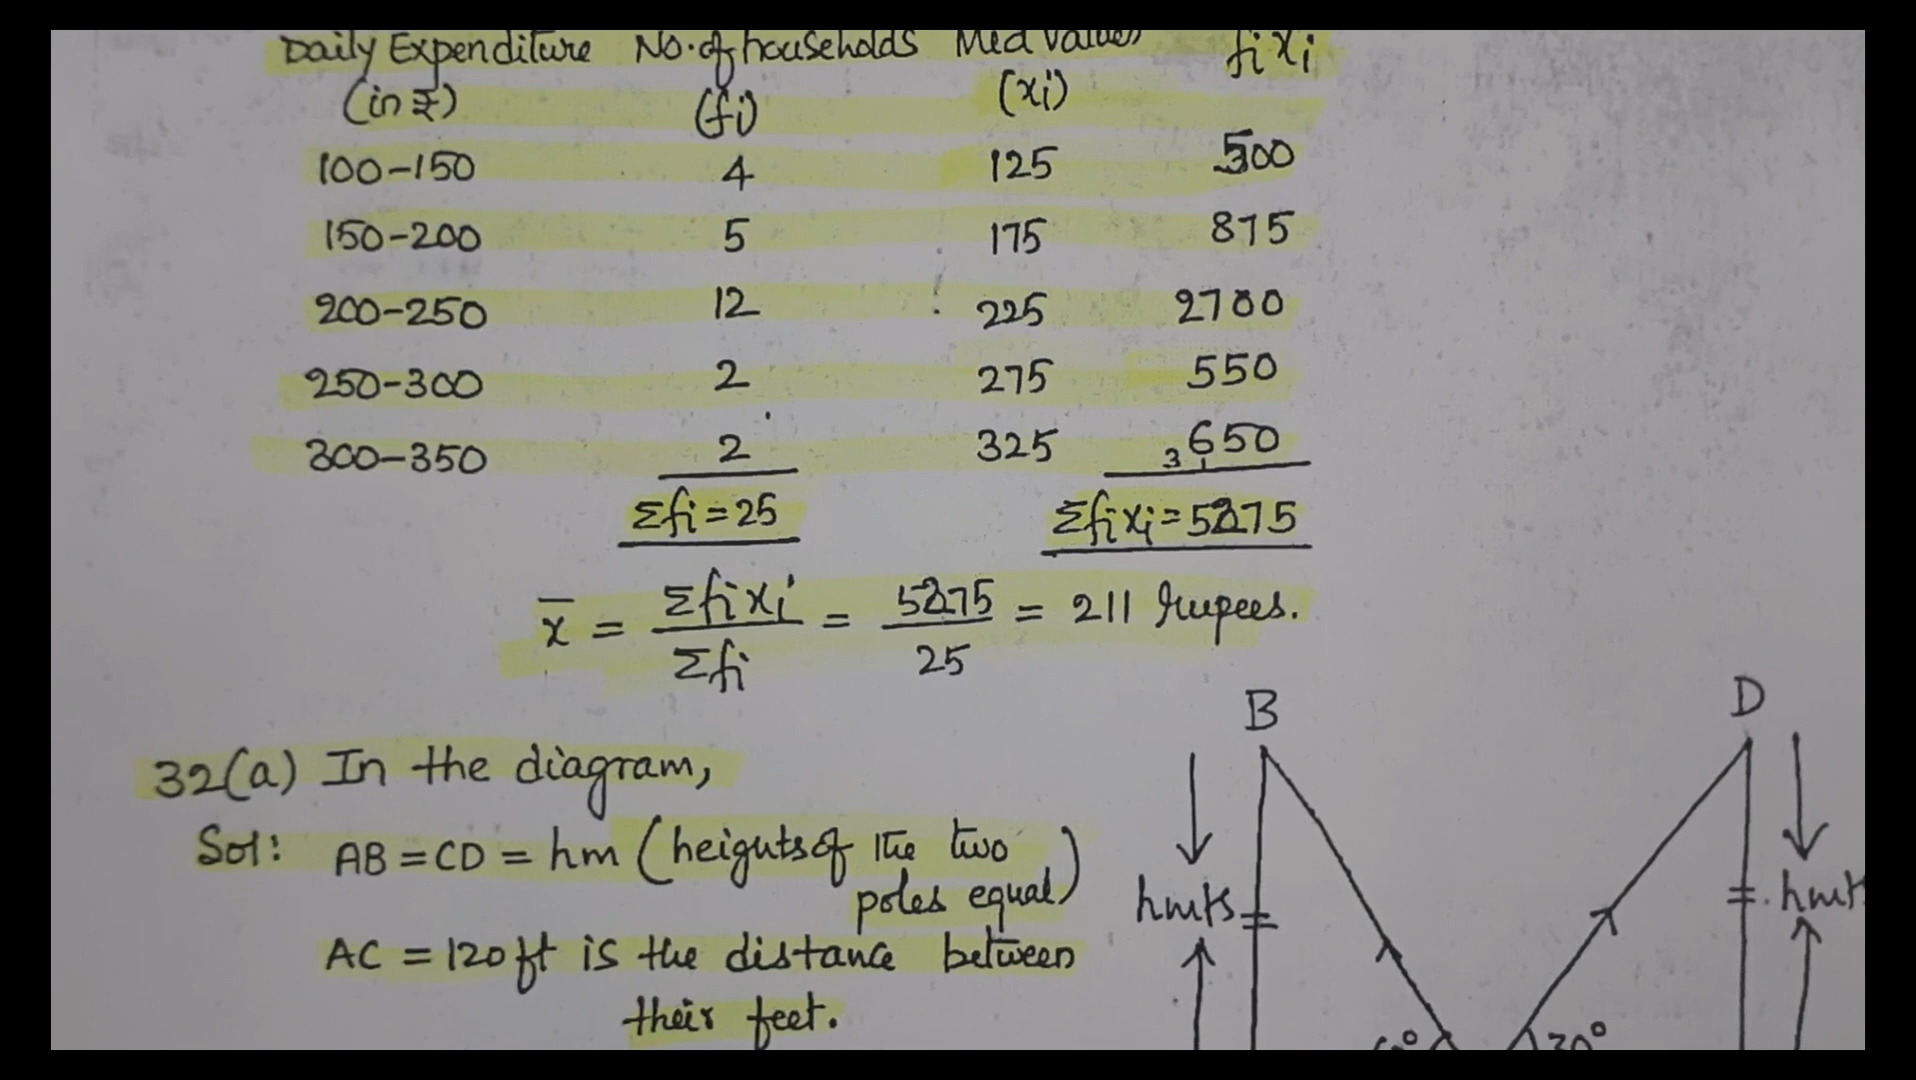 Daily Expenditure No. of households Mid values fixi
(in ₹) (fi) (xi)
100-150 4 125 500
150-200 5 175 875
200-250 12 225 2700
250-300 2 275 550
300-350 2 325 650
Σfi=25 Σfixi=5275
x̄ = Σfixi / Σfi = 5275 / 25 = 211 rupees.
B D
32(a) In the diagram,
Sol: AB=CD=hm (heights of the two
poles equal)
hmts hmt
AC = 120ft is the distance between
their feet.
30°